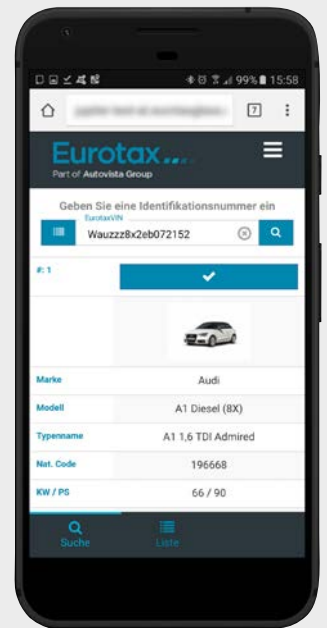 99% 15:58
7
Eurotax...
Part of Autovista Group
Geben Sie eine Identifikationsnummer ein
EurotaxVIN
Wauzzz8x2eb072152
#: 1
Marke Audi
Modell A1 Diesel (8X)
Typenname A1 1,6 TDI Admired
Nat. Code 196668
KW / PS 66 / 90
Suche Liste